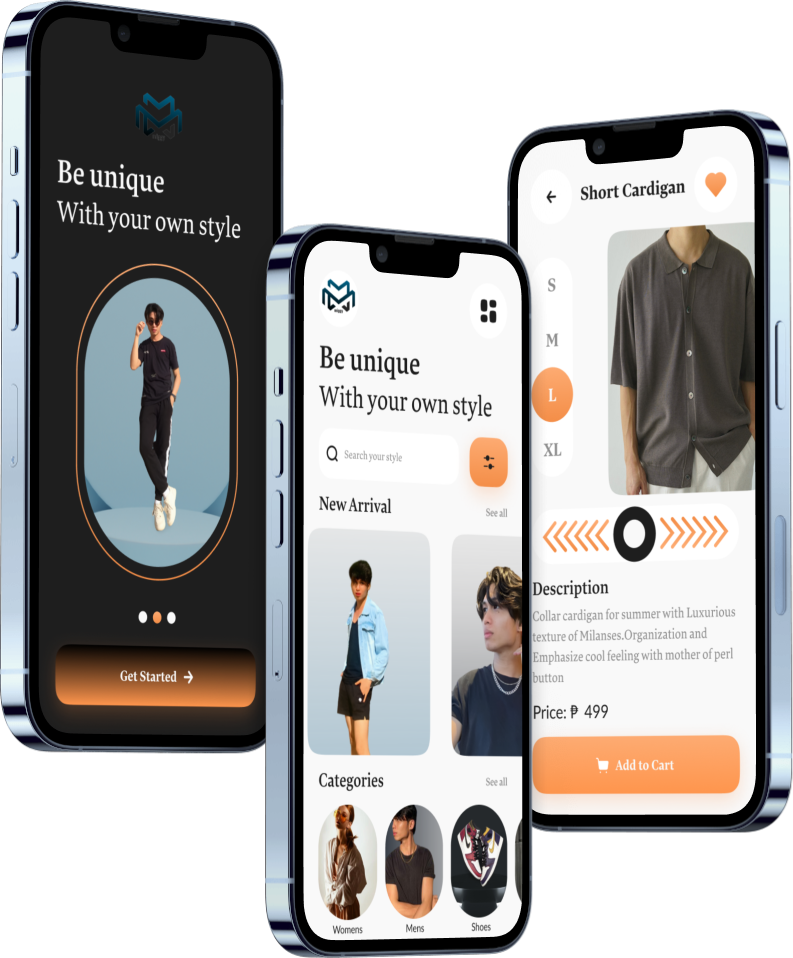 Be unique
With your own style
Get Started
Be unique
With your own style
Search your style
New Arrival
See all
Categories
See all
Womens
Mens
Shoes
Short Cardigan
S
M
L
XL
Description
Collar cardigan for summer with Luxurious
texture of Milanses.Organization and
Emphasize cool feeling with mother of perl
button
Price: ₱ 499
Add to Cart